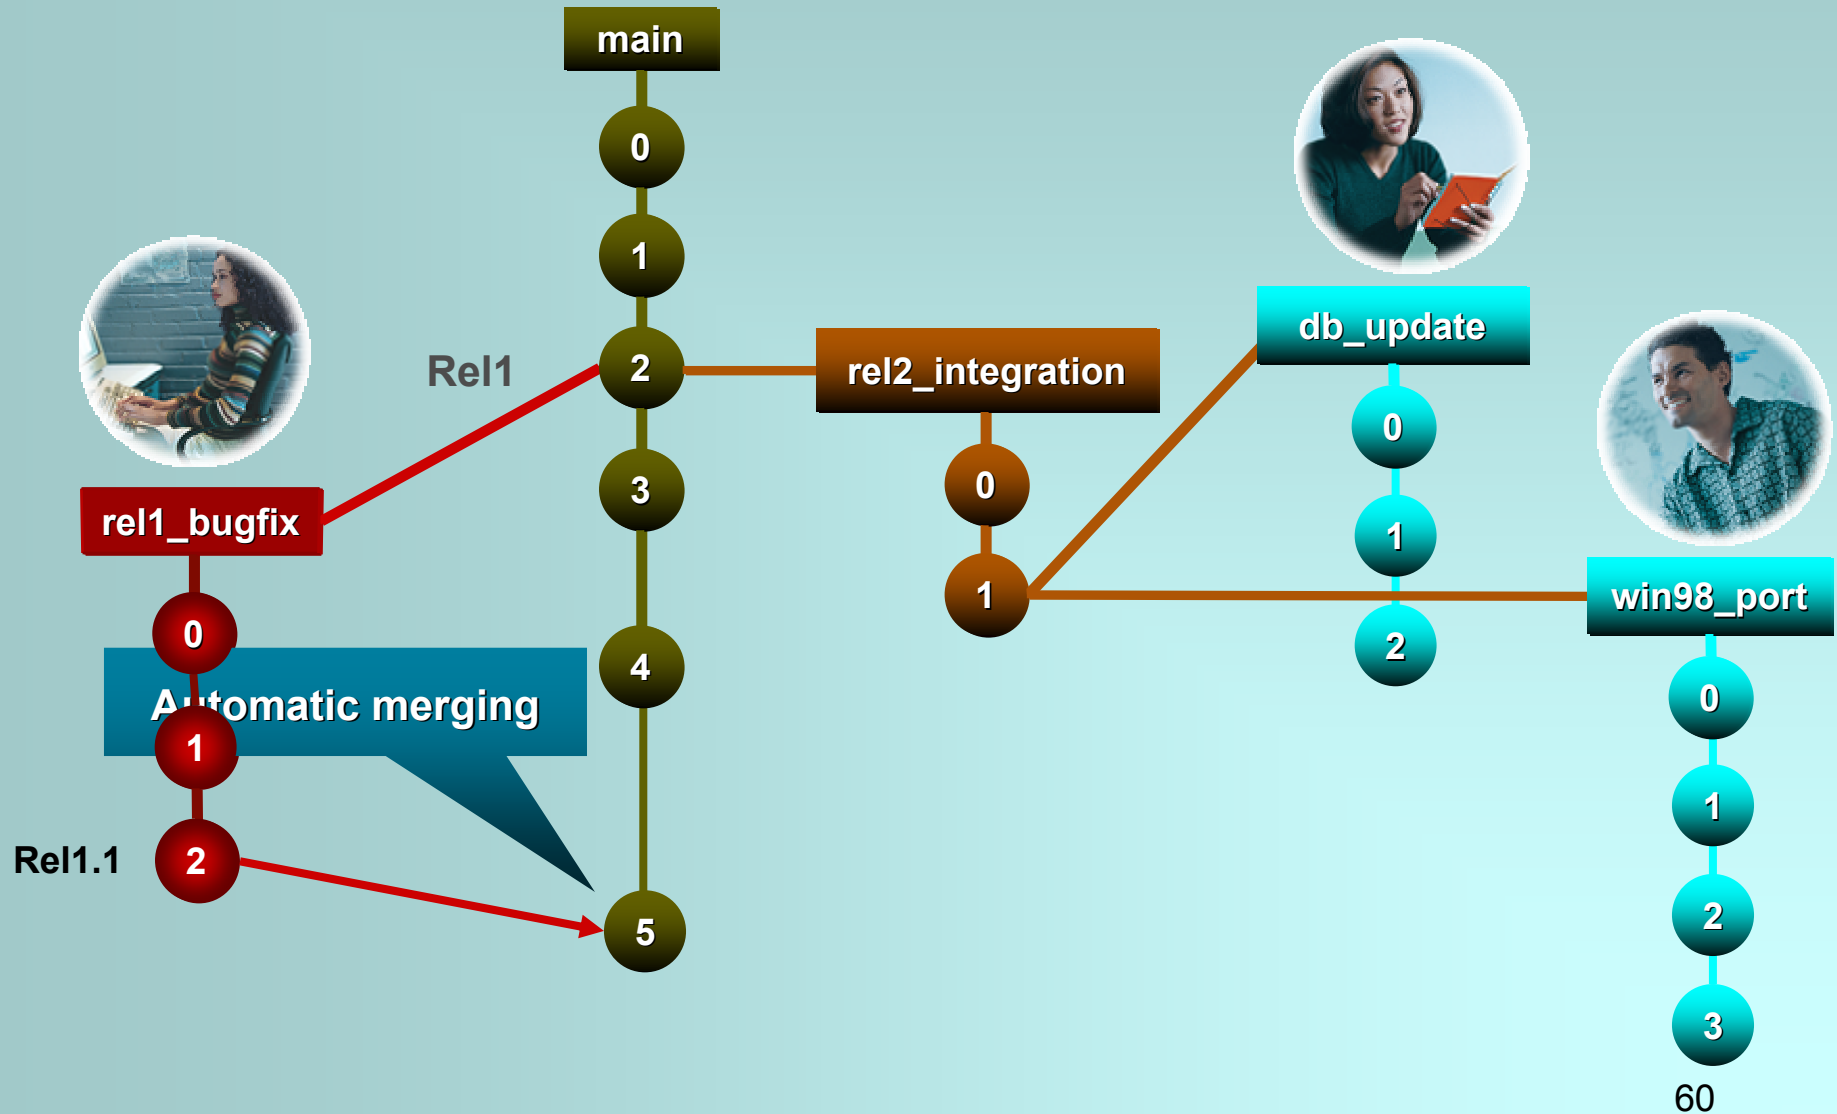 main
0
1
Rel1
2
3
4
5
rel1_bugfix
0
Automatic merging
1
Rel1.1
2
rel2_integration
0
1
db_update
0
1
2
win98_port
0
1
2
3
60